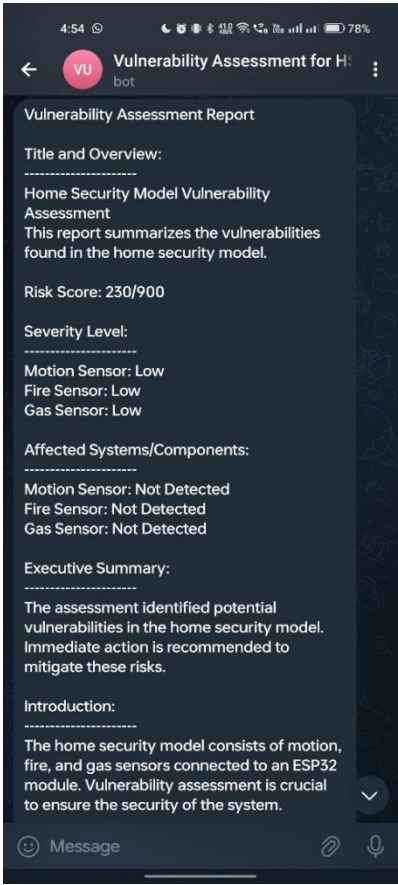 4:54
78%
Vulnerability Assessment for H
VU
bot
Vulnerability Assessment Report
Title and Overview:
----------------------
Home Security Model Vulnerability
Assessment
This report summarizes the vulnerabilities
found in the home security model.
Risk Score: 230/900
Severity Level:
----------------------
Motion Sensor: Low
Fire Sensor: Low
Gas Sensor: Low
Affected Systems/Components:
----------------------
Motion Sensor: Not Detected
Fire Sensor: Not Detected
Gas Sensor: Not Detected
Executive Summary:
----------------------
The assessment identified potential
vulnerabilities in the home security model.
Immediate action is recommended to
mitigate these risks.
Introduction:
----------------------
The home security model consists of motion,
fire, and gas sensors connected to an ESP32
module. Vulnerability assessment is crucial
to ensure the security of the system.
Message